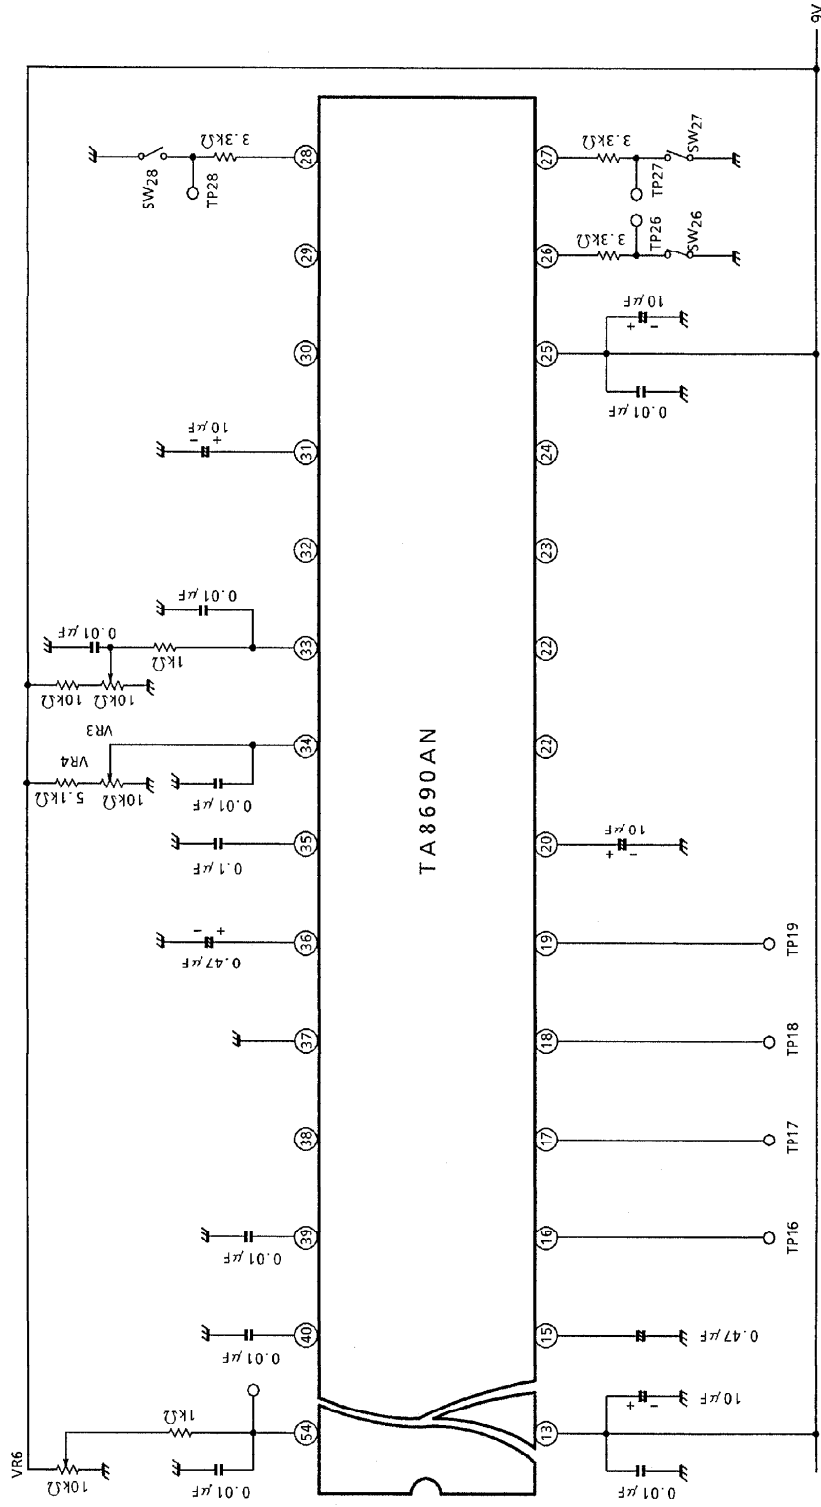 9V
28
3.3kΩ
SW28
TP28
27
3.3kΩ
SW27
TP27
29
26
3.3kΩ
TP26
SW26
30
25
10μF
+
−
0.01μF
31
10μF
−
+
24
32
23
0.01μF
0.01μF
33
1kΩ
22
10kΩ
10kΩ
VR3
34
VR4
5.1kΩ
10kΩ
0.01μF
22
TA8690AN
35
0.1μF
20
10μF
+
−
36
−
+
0.47μF
19
TP19
37
18
TP18
38
17
TP17
39
0.01μF
16
TP16
40
0.01μF
15
0.47μF
54
1kΩ
VR6
10kΩ
0.01μF
13
+
−
10μF
0.01μF